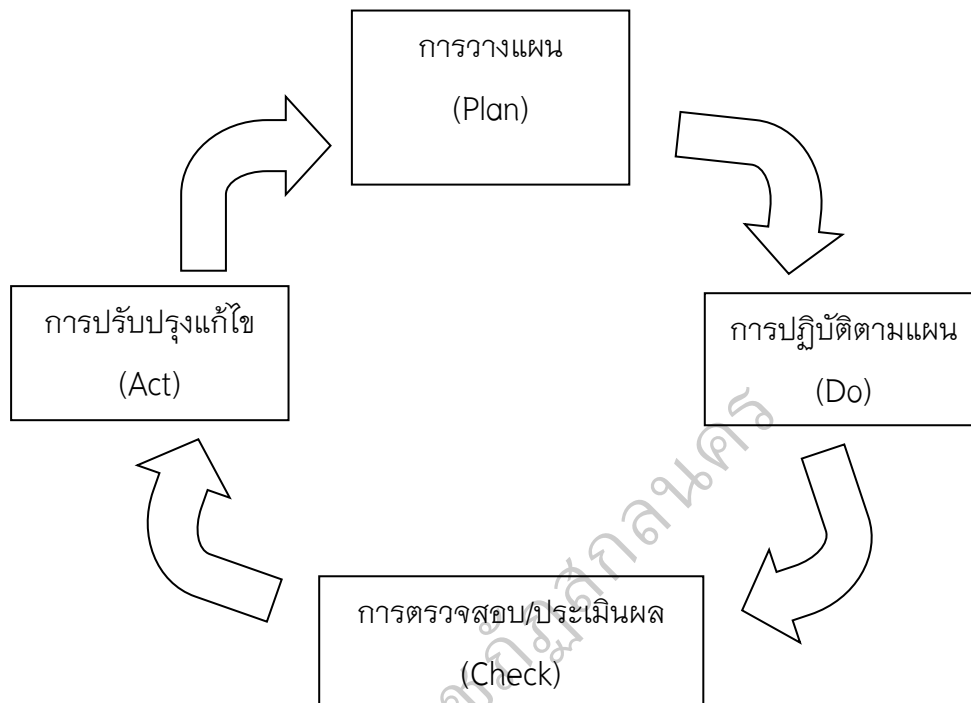 การวางแผน
(Plan)
การปฏิบัติตามแผน
(Do)
การตรวจสอบ/ประเมินผล
(Check)
การปรับปรุงแก้ไข
(Act)